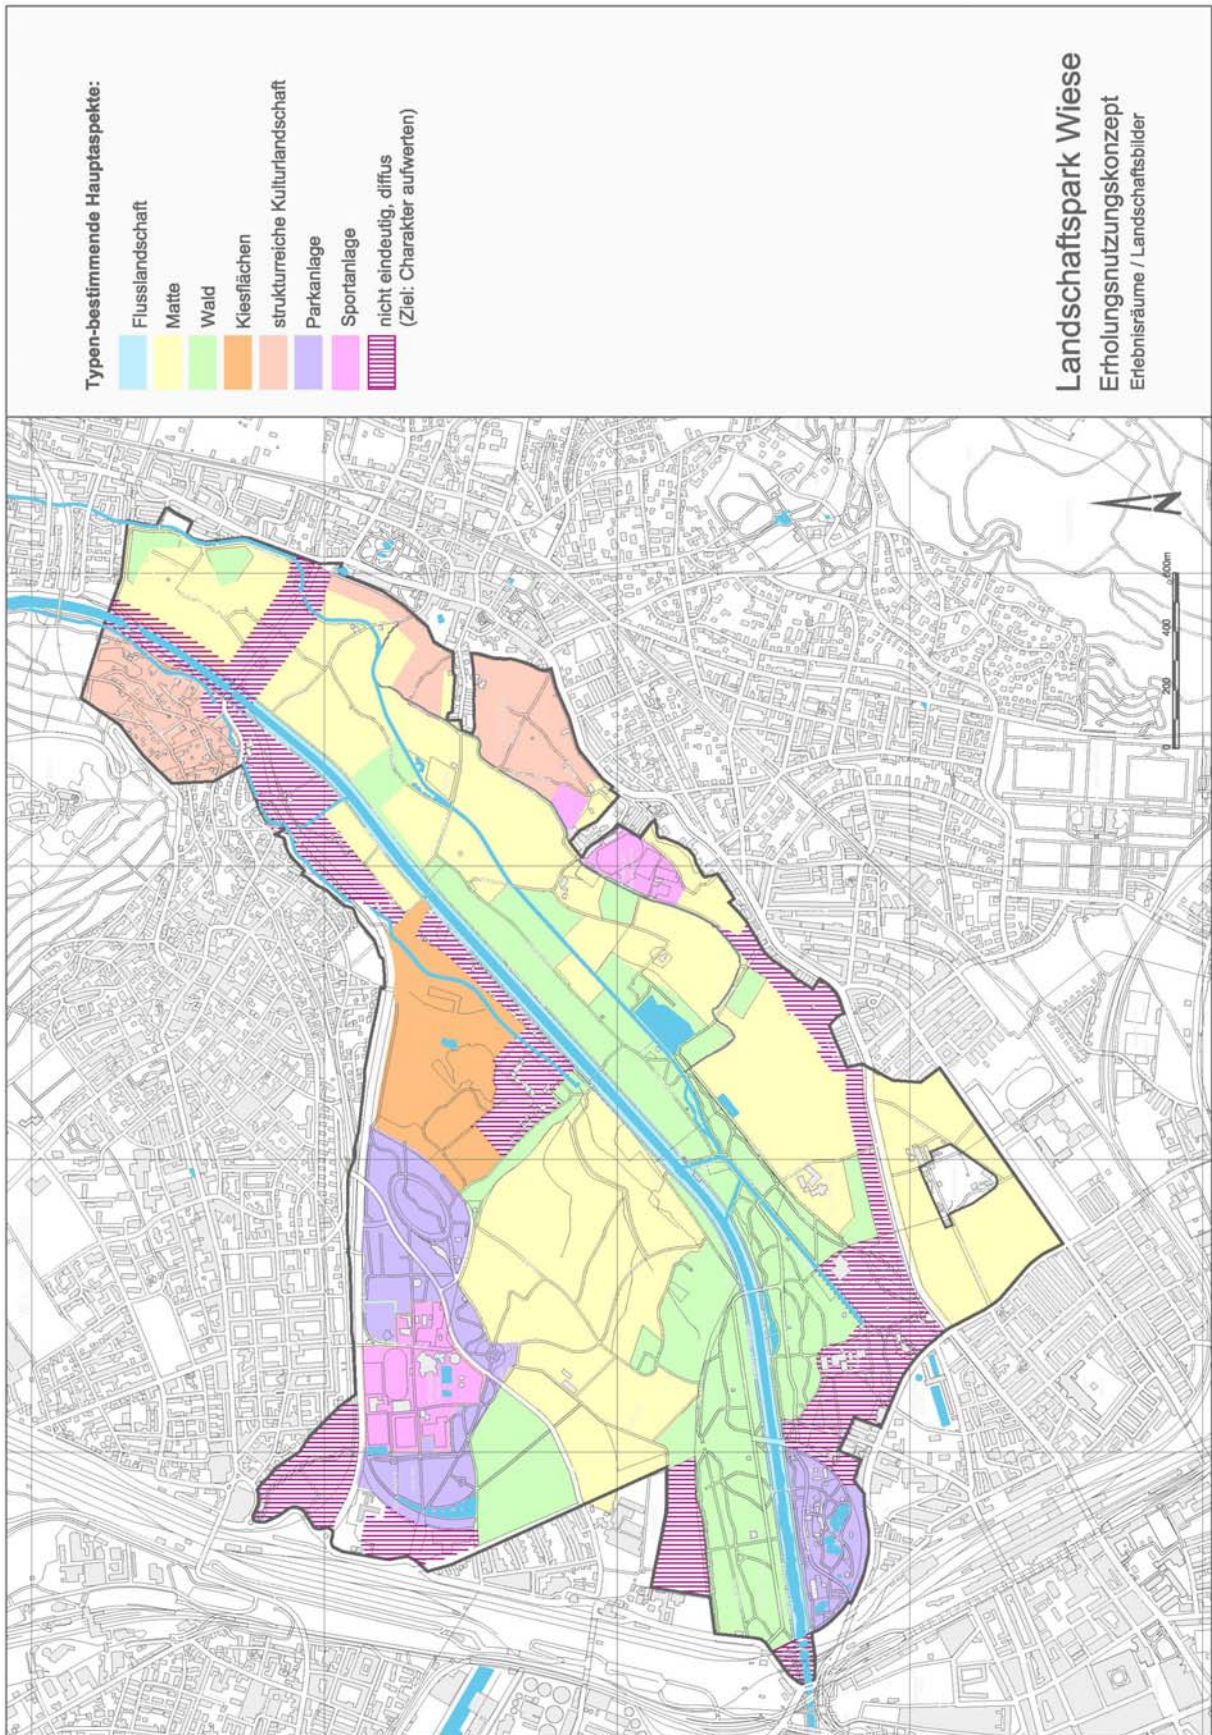 Typen-bestimmende Hauptaspekte:
Flusslandschaft
Matte
Wald
Kiesflächen
strukturreiche Kulturlandschaft
Parkanlage
Sportanlage
nicht eindeutig, diffus
(Ziel: Charakter aufwerten)
N
0 200 400 600m
Landschaftspark Wiese
Erholungsnutzungskonzept
Erlebnisräume / Landschaftsbilder